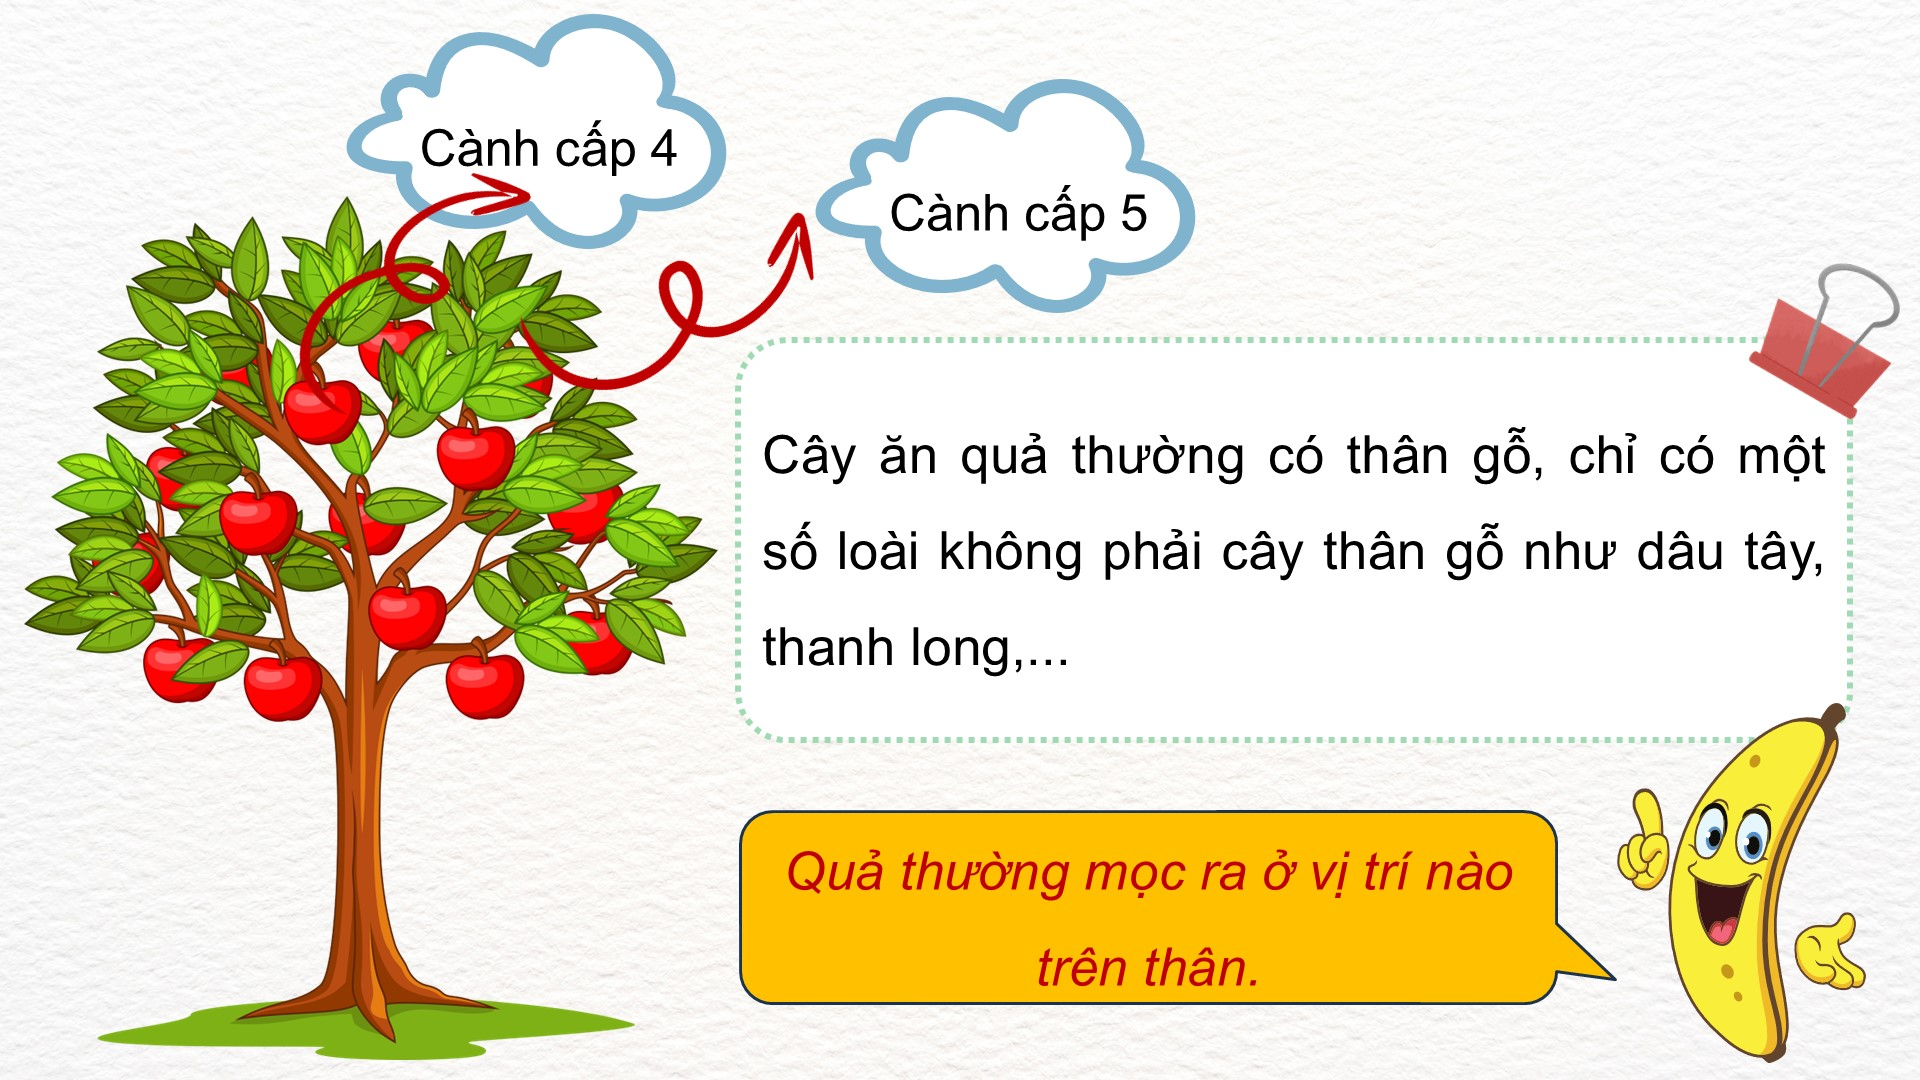 Cành cấp 4
Cành cấp 5
Cây ăn quả thường có thân gỗ, chỉ có một
số loài không phải cây thân gỗ như dâu tây,
thanh long,...
Quả thường mọc ra ở vị trí nào
trên thân.